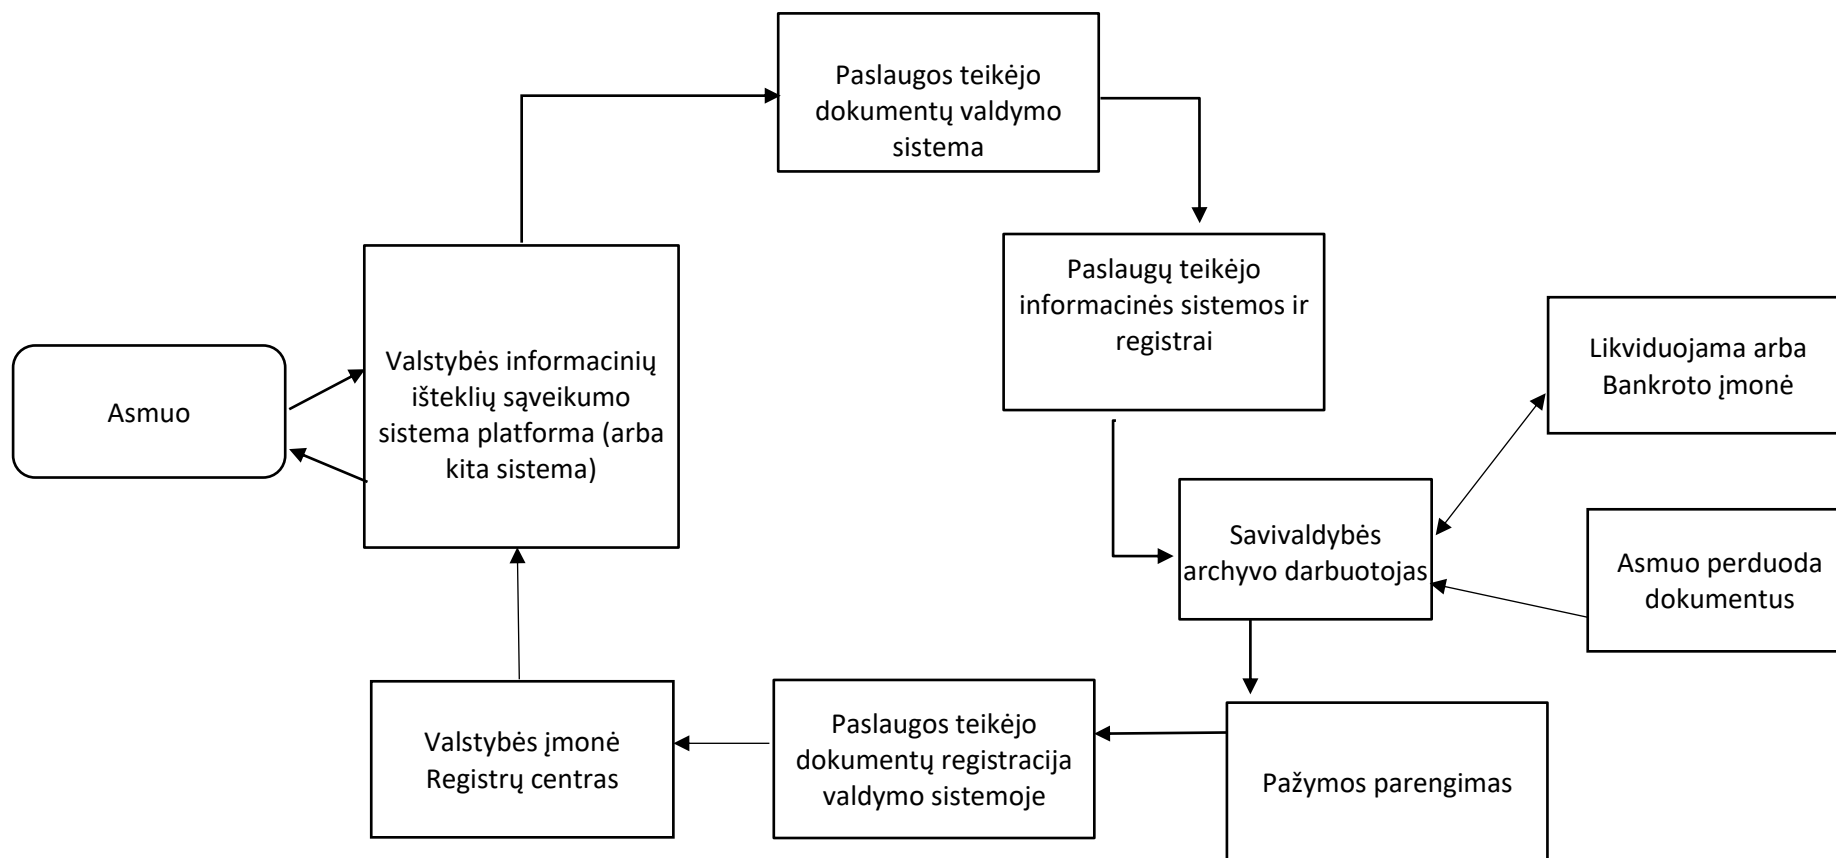 Paslaugos teikėjo
dokumentų valdymo
sistema
Paslaugų teikėjo
informacinės sistemos ir
registrai
Likviduojama arba
Bankroto įmonė
Valstybės informacinių
išteklių sąveikumo
sistema platforma (arba
kita sistema)
Asmuo
Savivaldybės
archyvo darbuotojas
Asmuo perduoda
dokumentus
Valstybės įmonė
Registrų centras
Paslaugos teikėjo
dokumentų registracija
valdymo sistemoje
Pažymos parengimas